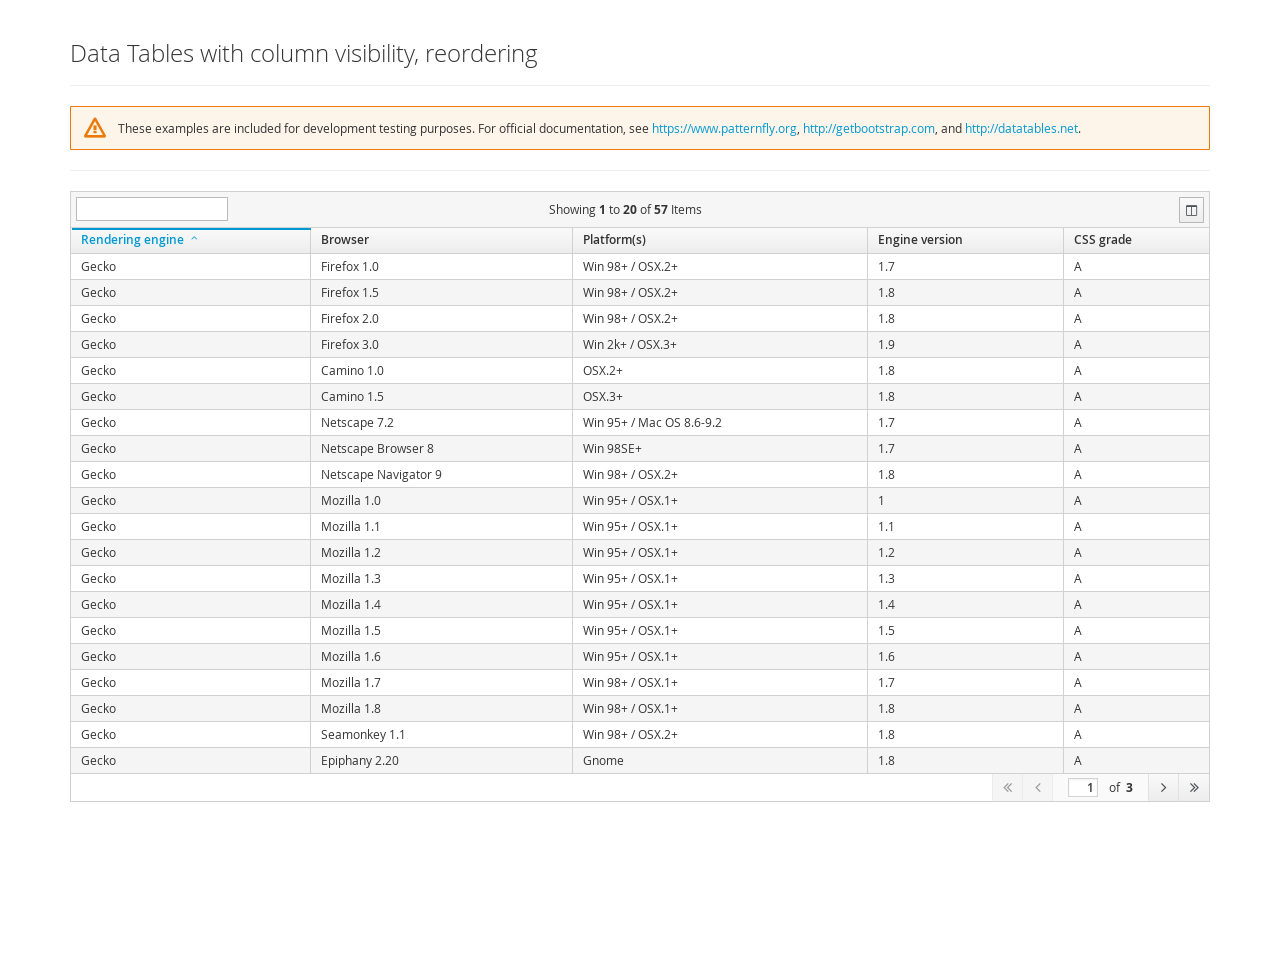 Data Tables with column visibility, reordering
These examples are included for development testing purposes. For official documentation, see https://www.patternfly.org, http://getbootstrap.com, and http://datatables.net.
Showing 1 to 20 of 57 Items
Rendering engine Browser Platform(s) Engine version CSS grade
Gecko Firefox 1.0 Win 98+ / OSX.2+ 1.7 A
Gecko Firefox 1.5 Win 98+ / OSX.2+ 1.8 A
Gecko Firefox 2.0 Win 98+ / OSX.2+ 1.8 A
Gecko Firefox 3.0 Win 2k+ / OSX.3+ 1.9 A
Gecko Camino 1.0 OSX.2+ 1.8 A
Gecko Camino 1.5 OSX.3+ 1.8 A
Gecko Netscape 7.2 Win 95+ / Mac OS 8.6-9.2 1.7 A
Gecko Netscape Browser 8 Win 98SE+ 1.7 A
Gecko Netscape Navigator 9 Win 98+ / OSX.2+ 1.8 A
Gecko Mozilla 1.0 Win 95+ / OSX.1+ 1 A
Gecko Mozilla 1.1 Win 95+ / OSX.1+ 1.1 A
Gecko Mozilla 1.2 Win 95+ / OSX.1+ 1.2 A
Gecko Mozilla 1.3 Win 95+ / OSX.1+ 1.3 A
Gecko Mozilla 1.4 Win 95+ / OSX.1+ 1.4 A
Gecko Mozilla 1.5 Win 95+ / OSX.1+ 1.5 A
Gecko Mozilla 1.6 Win 95+ / OSX.1+ 1.6 A
Gecko Mozilla 1.7 Win 98+ / OSX.1+ 1.7 A
Gecko Mozilla 1.8 Win 98+ / OSX.1+ 1.8 A
Gecko Seamonkey 1.1 Win 98+ / OSX.2+ 1.8 A
Gecko Epiphany 2.20 Gnome 1.8 A
1 of 3